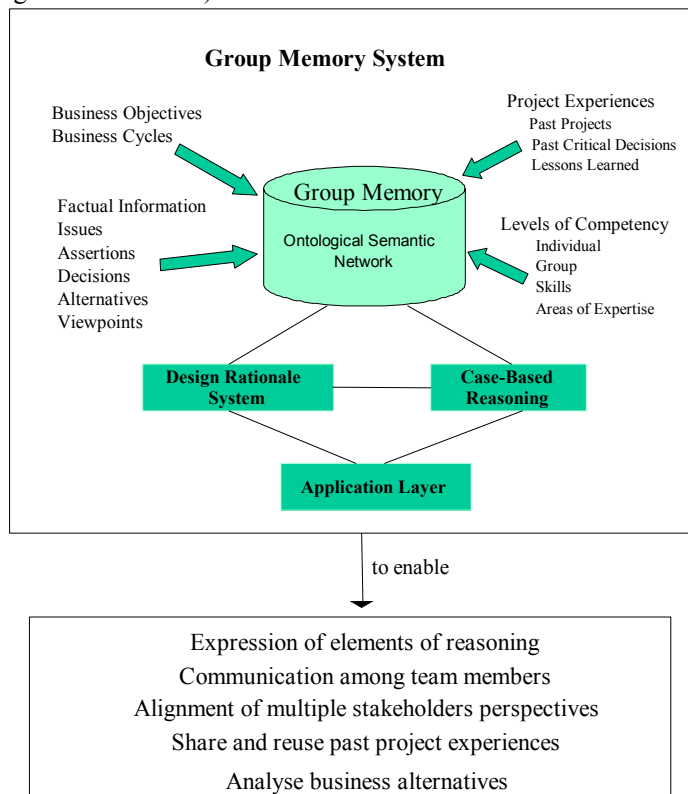 Group Memory System
Business Objectives
Business Cycles
Project Experiences
Past Projects
Past Critical Decisions
Lessons Learned
Group Memory
Ontological Semantic
Network
Factual Information
Issues
Assertions
Decisions
Alternatives
Viewpoints
Levels of Competency
Individual
Group
Skills
Areas of Expertise
Design Rationale
System
Case-Based
Reasoning
Application Layer
to enable
Expression of elements of reasoning
Communication among team members
Alignment of multiple stakeholders perspectives
Share and reuse past project experiences
Analyse business alternatives